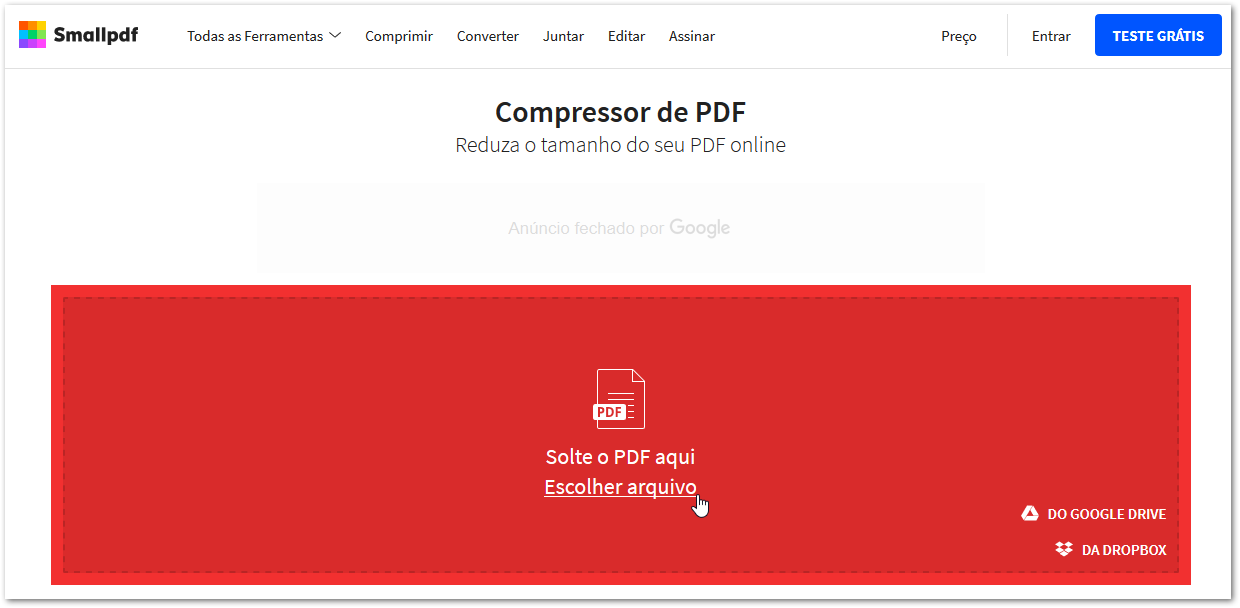 Smallpdf
Todas as Ferramentas
Comprimir
Converter
Juntar
Editar
Assinar
Preço
Entrar
TESTE GRÁTIS
Compressor de PDF
Reduza o tamanho do seu PDF online
Anúncio fechado por Google
PDF
Solte o PDF aqui
Escolher arquivo
DO GOOGLE DRIVE
DA DROPBOX